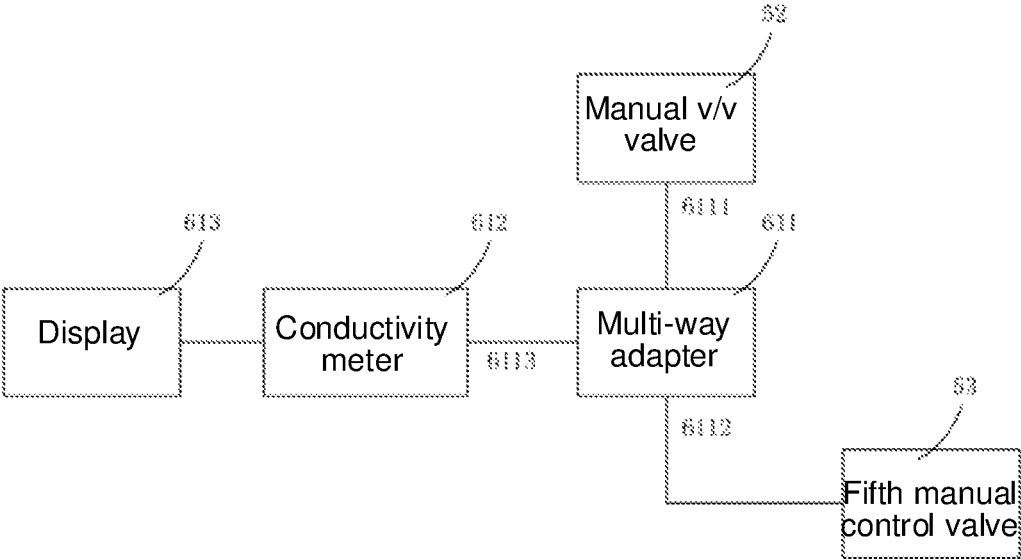 52
Manual v/v
valve
6111
613
612
611
Display
Conductivity
meter
6113
Multi-way
adapter
6112
53
Fifth manual
control valve